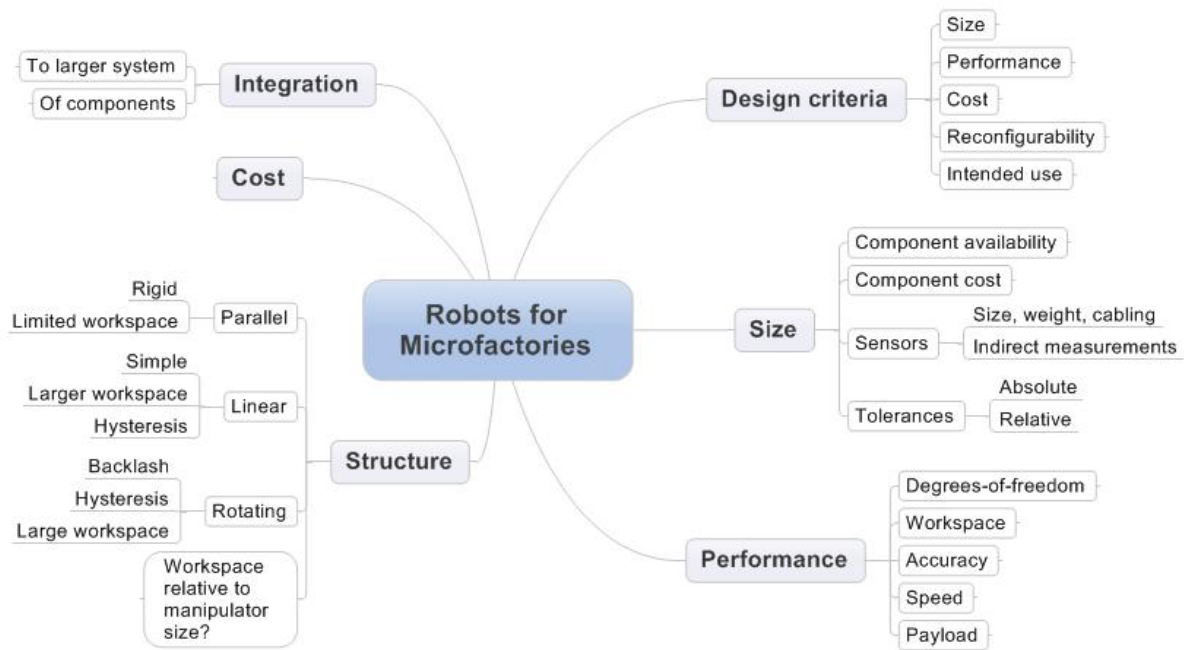 Robots for
Microfactories
Integration
To larger system
Of components
Cost
Structure
Parallel
Rigid
Limited workspace
Linear
Simple
Larger workspace
Hysteresis
Rotating
Backlash
Hysteresis
Large workspace
Workspace
relative to
manipulator
size?
Design criteria
Size
Performance
Cost
Reconfigurability
Intended use
Size
Component availability
Component cost
Sensors
Size, weight, cabling
Indirect measurements
Tolerances
Absolute
Relative
Performance
Degrees-of-freedom
Workspace
Accuracy
Speed
Payload